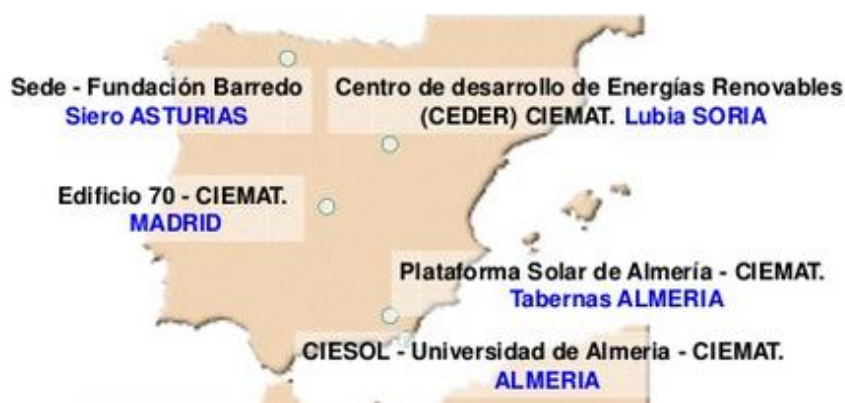 Sede - Fundación Barredo
Siero ASTURIAS
Centro de desarrollo de Energías Renovables
(CEDER) CIEMAT. Lubia SORIA
Edificio 70 - CIEMAT.
MADRID
Plataforma Solar de Almería - CIEMAT.
Tabernas ALMERIA
CIESOL - Universidad de Almeria - CIEMAT.
ALMERIA